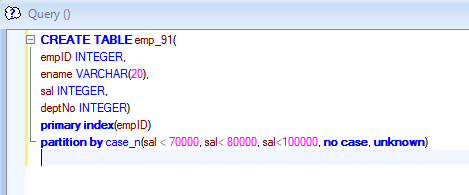 Query ()
CREATE TABLE emp_91(
empID INTEGER,
ename VARCHAR(20),
sal INTEGER,
deptNo INTEGER)
primary index(empID)
partition by case_n(sal < 70000, sal< 80000, sal<100000, no case, unknown)